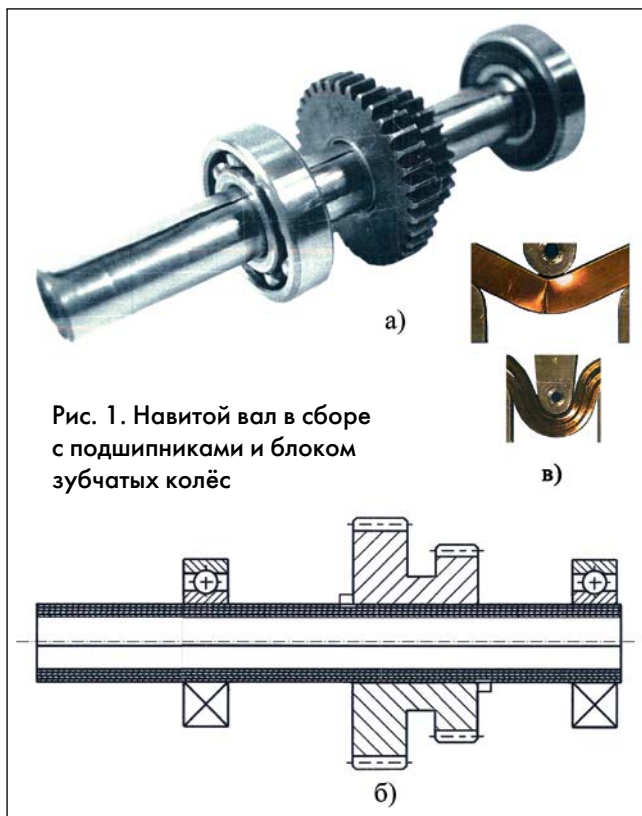 а)
Рис. 1. Навитой вал в сборе
с подшипниками и блоком
зубчатых колёс
в)
б)